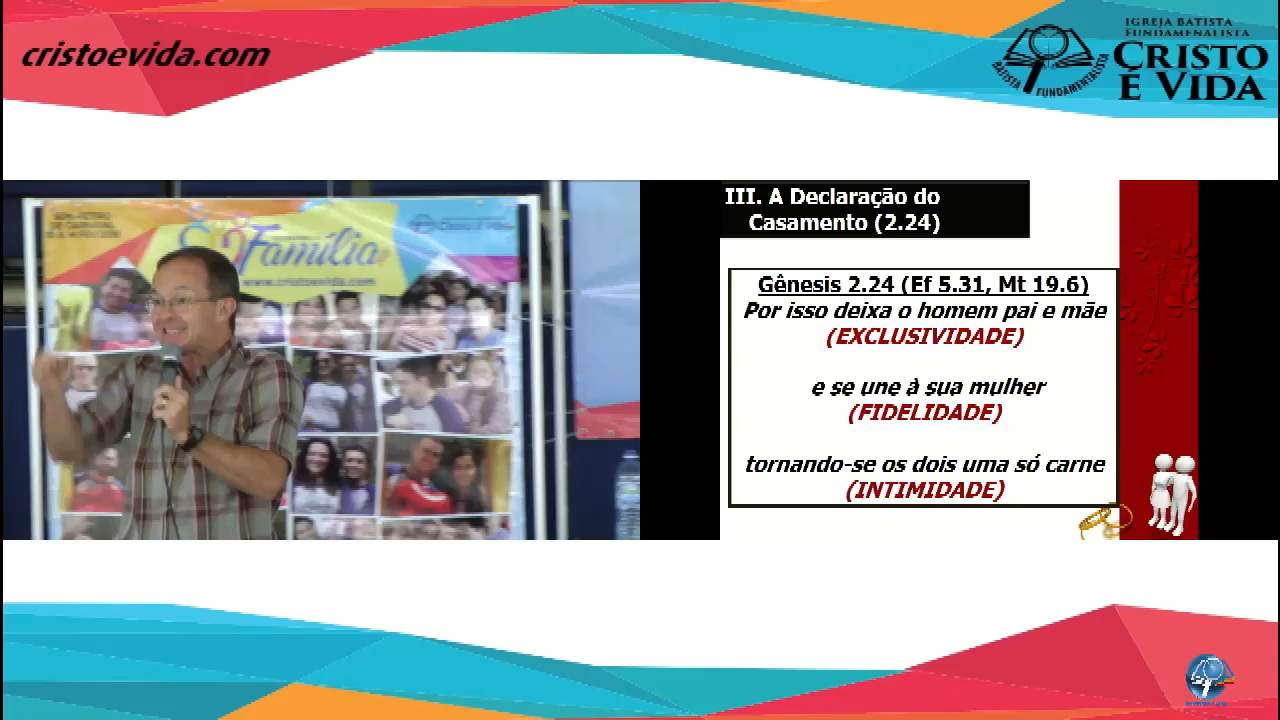 cristoevida.com
IGREJA BATISTA
FUNDAMENALISTA
CRISTO
É VIDA
BATISTA FUNDAMENTALISTA
Família
www.cristoevida.com
III. A Declaração do
Casamento (2.24)
Gênesis 2.24 (Ef 5.31, Mt 19.6)
Por isso deixa o homem pai e mãe
(EXCLUSIVIDADE)
e se une à sua mulher
(FIDELIDADE)
tornando-se os dois uma só carne
(INTIMIDADE)